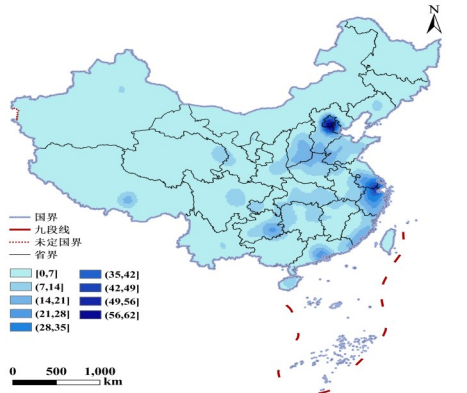 N
国界
九段线
未定国界
省界
[0,7]
(7,14]
(14,21]
(21,28]
(28,35]
(35,42]
(42,49]
(49,56]
(56,62]
0 500 1,000
km